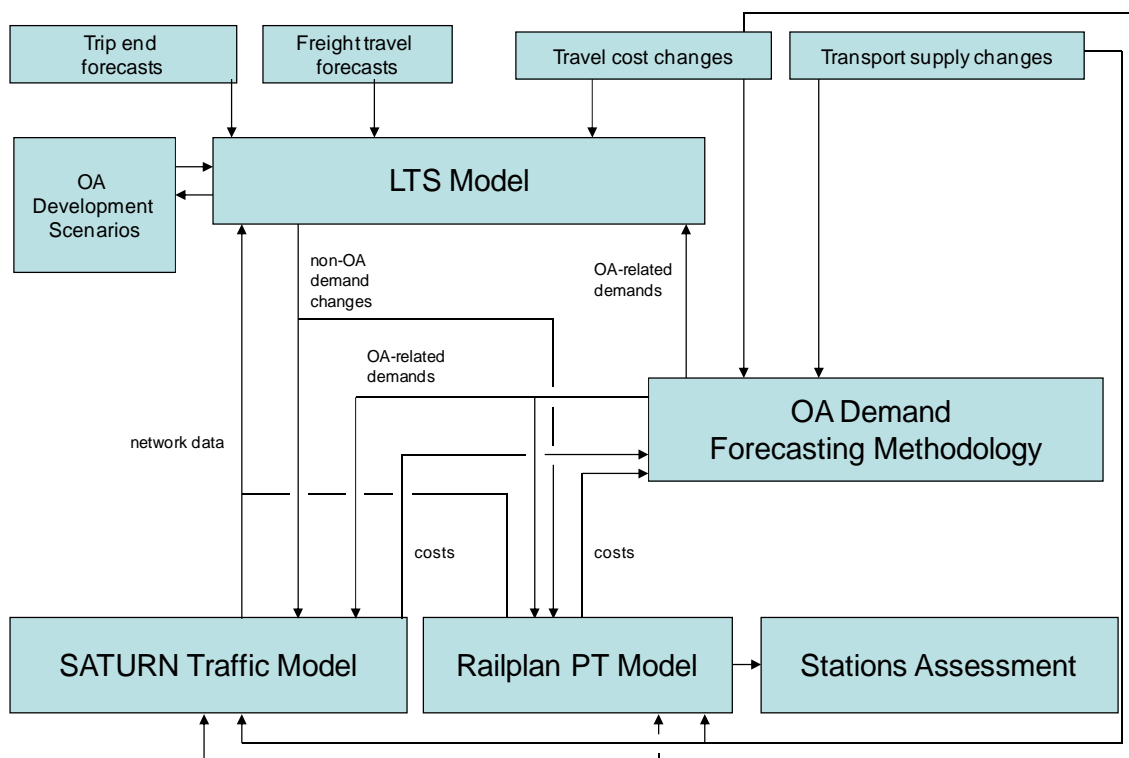 Trip end
forecasts
Freight travel
forecasts
Travel cost changes
Transport supply changes
OA
Development
Scenarios
LTS Model
non-OA
demand
changes
OA-related
demands
OA-related
demands
OA Demand
Forecasting Methodology
network data
costs
costs
SATURN Traffic Model
Railplan PT Model
Stations Assessment